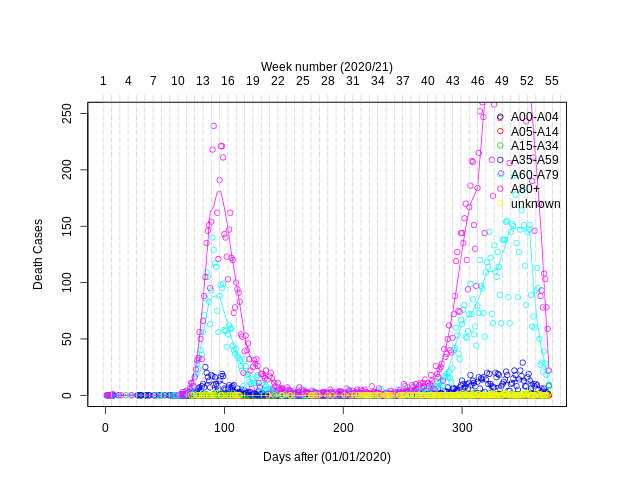 Week number (2020/21)
1 4 7 10 13 16 19 22 25 28 31 34 37 40 43 46 49 52 55
250
200
150
100
50
0
Death Cases
A00-A04
A05-A14
A15-A34
A35-A59
A60-A79
A80+
unknown
0 100 200 300
Days after (01/01/2020)